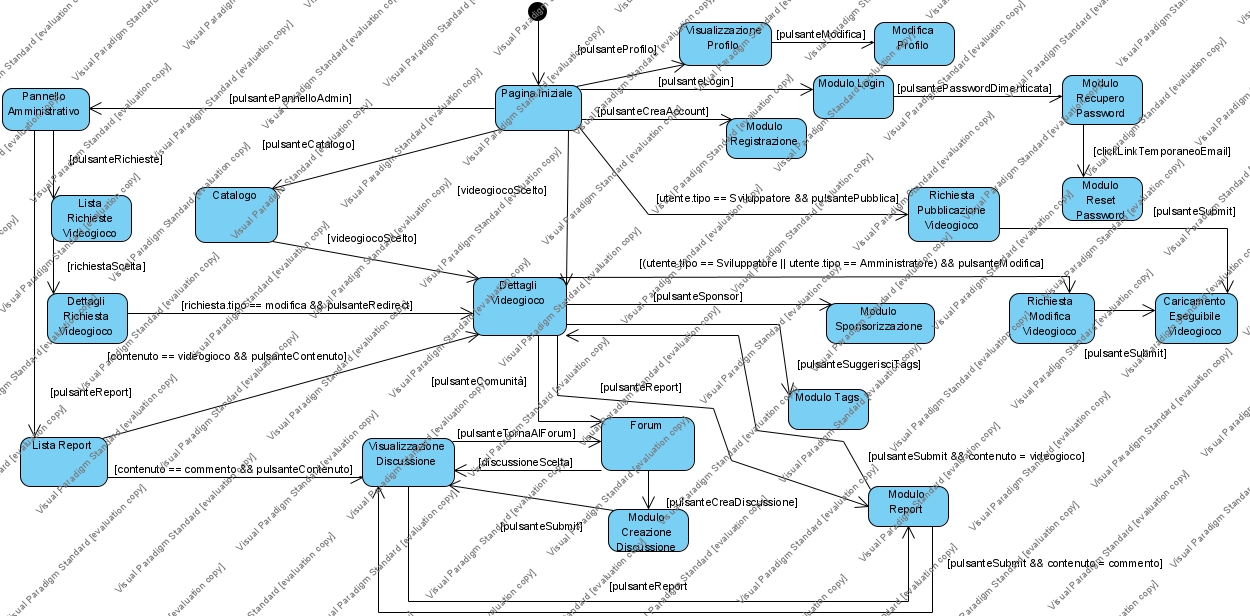 Visualizzazione
Profilo
[pulsanteModifica]
Modifica
Profilo
[pulsanteProfilo]
[pulsanteLogin]
Modulo Login
[pulsantePasswordDimenticata]
Modulo
Recupero
Password
Pannello
Amministrativo
[pulsantePannelloAdmin]
Pagina Iniziale
[pulsanteCreaAccount]
Modulo
Registrazione
[pulsanteRichieste]
[pulsanteCatalogo]
[clickLinkTemporaneoEmail]
[videogiocoScelto]
Modulo
Reset
Password
Lista
Richieste
Videogioco
Catalogo
[utente.tipo == Sviluppatore && pulsantePubblica]
Richiesta
Pubblicazione
Videogioco
[pulsanteSubmit]
[videogiocoScelto]
[richiestaScelta]
[(utente.tipo == Sviluppatore || utente.tipo == Amministratore) && pulsanteModifica]
Dettagli
Richiesta
Videogioco
[richiesta.tipo == modifica && pulsanteRedirect]
Dettagli
Videogioco
[pulsanteSponsor]
Modulo
Sponsorizzazione
Richiesta
Modifica
Videogioco
Caricamento
Eseguibile
Videogioco
[pulsanteSubmit]
[contenuto == videogioco && pulsanteContenuto]
[pulsanteSuggerisciTags]
[pulsanteReport]
[pulsanteComunità]
[pulsanteReport]
Modulo Tags
Lista Report
Visualizzazione
Discussione
[pulsanteTornaAlForum]
Forum
[contenuto == commento && pulsanteContenuto]
[discussioneScelta]
[pulsanteSubmit && contenuto = videogioco]
[pulsanteCreaDiscussione]
Modulo
Report
[pulsanteSubmit]
Modulo
Creazione
Discussione
[pulsanteSubmit && contenuto = commento]
[pulsanteReport
Visual Paradigm Standard [evaluation copy]